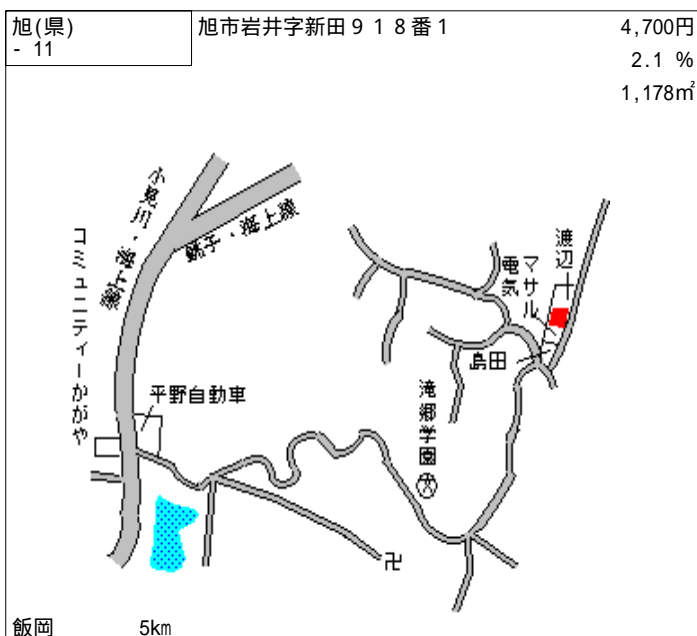 旭(県)
- 11
旭市岩井字新田９１８番１
4,700円
2.1 %
1,178㎡
小見川・海上線
銚子・海上線
コミュニティーかがや
平野自動車
渡辺
マサル
電気
島田
滝郷学園
文
卍
飯岡 5km